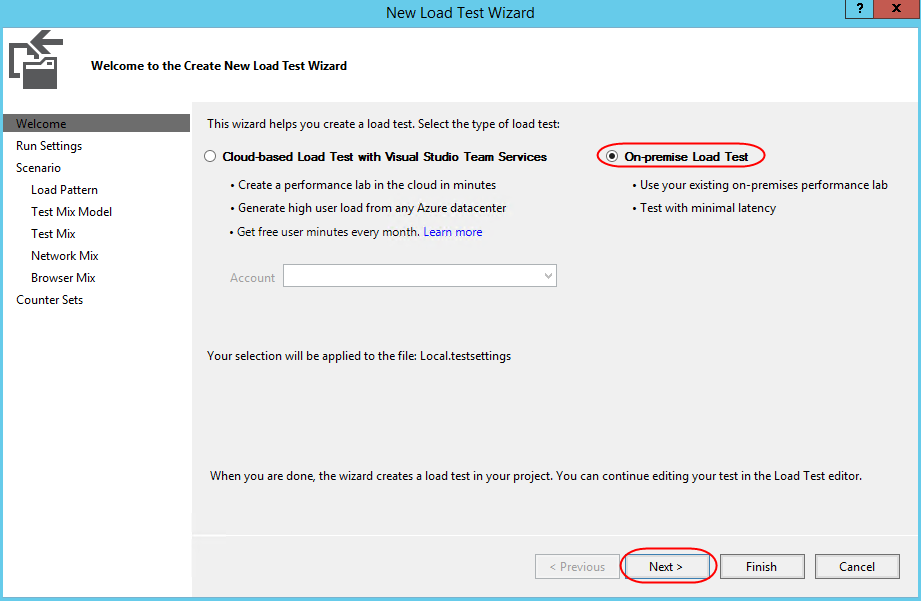 New Load Test Wizard
?
X
Welcome to the Create New Load Test Wizard
Welcome
Run Settings
Scenario
Load Pattern
Test Mix Model
Test Mix
Network Mix
Browser Mix
Counter Sets
This wizard helps you create a load test. Select the type of load test:
Cloud-based Load Test with Visual Studio Team Services
• Create a performance lab in the cloud in minutes
• Generate high user load from any Azure datacenter
• Get free user minutes every month. Learn more
Account
On-premise Load Test
• Use your existing on-premises performance lab
• Test with minimal latency
Your selection will be applied to the file: Local.testsettings
When you are done, the wizard creates a load test in your project. You can continue editing your test in the Load Test editor.
< Previous
Next >
Finish
Cancel